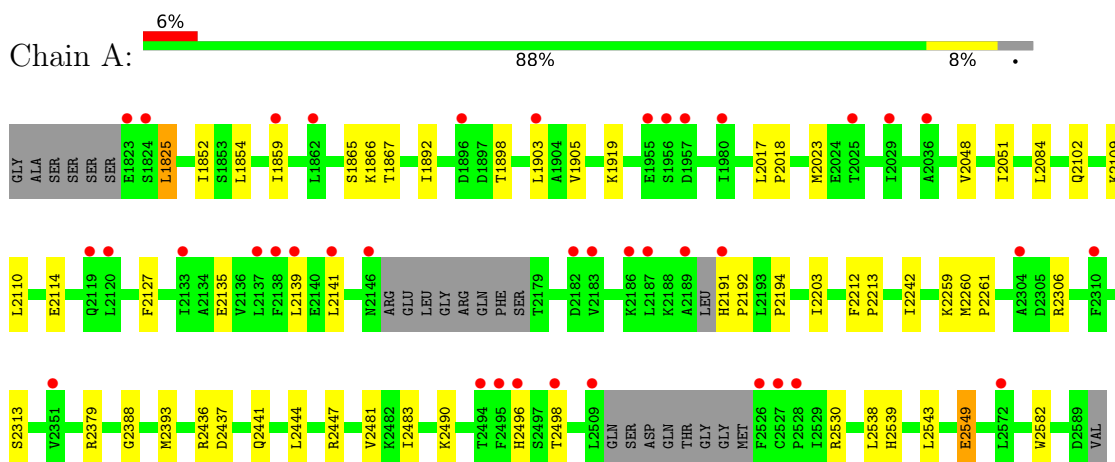 6%
Chain A:
88%
8%
.
GLY ALA SER SER SER SER E1823 S1824 L1825 I1852 S1853 L1854 I1859 L1862 S1865 K1866 T1867 I1892 D1896 D1897 T1898 L1903 A1904 V1905 K1919 E1955 S1956 D1957 I1980 L2017 P2018 M2023 E2024 T2025 I2029 A2036 V2048 I2051 L2084 Q2102
L2110 E2114 Q2119 L2120 F2127 I2133 A2134 E2135 V2136 L2137 F2138 L2139 E2140 L2141 N2146 ARG GLU LEU GLY ARG GLN PHE SER T2179 D2182 V2183 K2186 L2187 K2188 A2189 LEU H2191 P2192 L2193 P2194 I2203 F2212 P2213 I2242 K2259 M2260 P2261 A2304 D2305 R2306 F2310
S2313 V2351 R2379 G2388 M2393 R2436 D2437 Q2441 L2444 R2447 V2481 K2482 I2483 K2490 T2494 F2495 H2496 S2497 T2498 L2509 GLN SER ASP GLN THR GLY GLY MET F2526 C2527 P2528 I2529 R2530 L2538 H2539 L2543 E2549 L2572 W2582 D2589 VAL